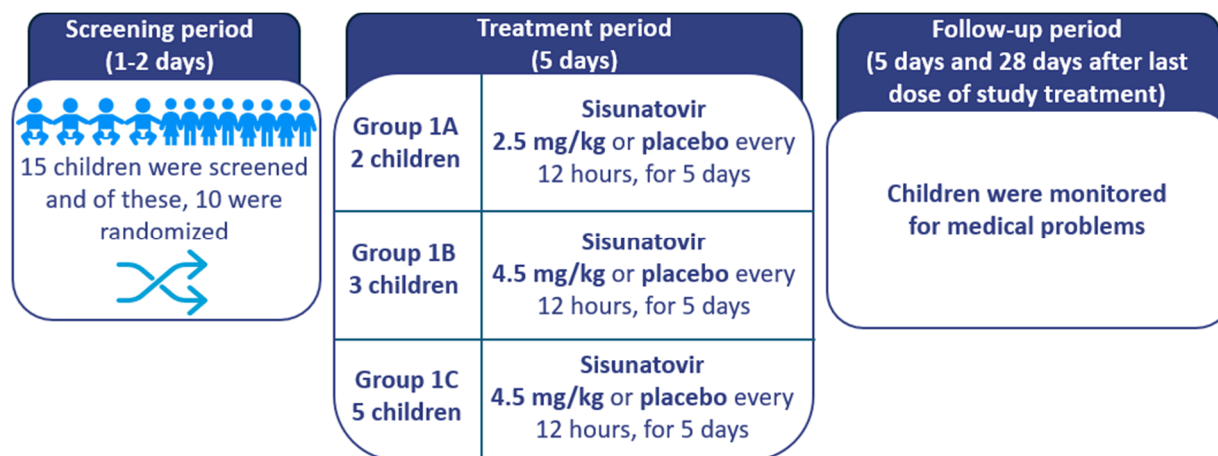 Screening period
(1-2 days)
15 children were screened
and of these, 10 were
randomized
Treatment period
(5 days)
Group 1A
2 children
Sisunatovir
2.5 mg/kg or placebo every
12 hours, for 5 days
Group 1B
3 children
Sisunatovir
4.5 mg/kg or placebo every
12 hours, for 5 days
Group 1C
5 children
Sisunatovir
4.5 mg/kg or placebo every
12 hours, for 5 days
Follow-up period
(5 days and 28 days after last
dose of study treatment)
Children were monitored
for medical problems